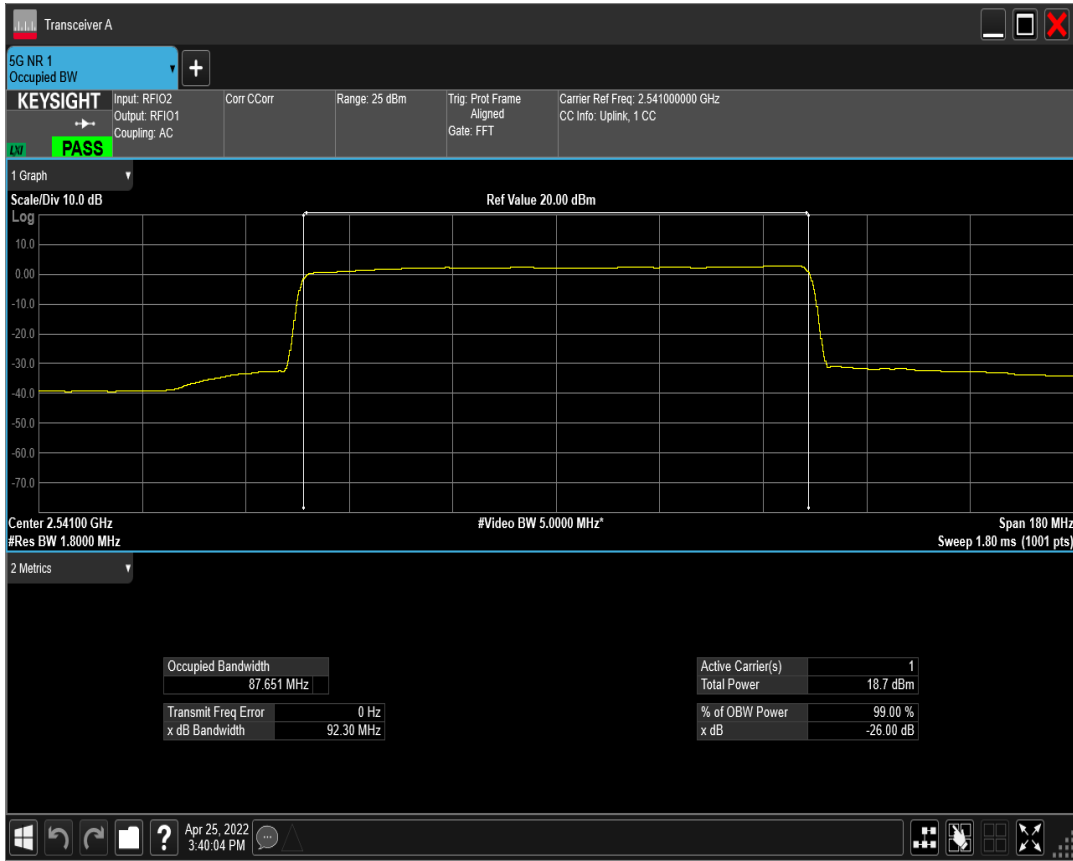 Transceiver A
5G NR 1
Occupied BW
KEYSIGHT
LXI
PASS
Input: RFIO2
Output: RFIO1
Coupling: AC
Corr CCorr
Range: 25 dBm
Trig: Prot Frame
Aligned
Gate: FFT
Carrier Ref Freq: 2.541000000 GHz
CC Info: Uplink, 1 CC
1 Graph
Scale/Div 10.0 dB
Ref Value 20.00 dBm
Log
10.0
0.00
-10.0
-20.0
-30.0
-40.0
-50.0
-60.0
-70.0
Center 2.54100 GHz
#Video BW 5.0000 MHz*
Span 180 MHz
#Res BW 1.8000 MHz
Sweep 1.80 ms (1001 pts)
2 Metrics
Occupied Bandwidth
87.651 MHz
Transmit Freq Error 0 Hz
x dB Bandwidth 92.30 MHz
Active Carrier(s) 1
Total Power 18.7 dBm
% of OBW Power 99.00 %
x dB -26.00 dB
Apr 25, 2022
3:40:04 PM